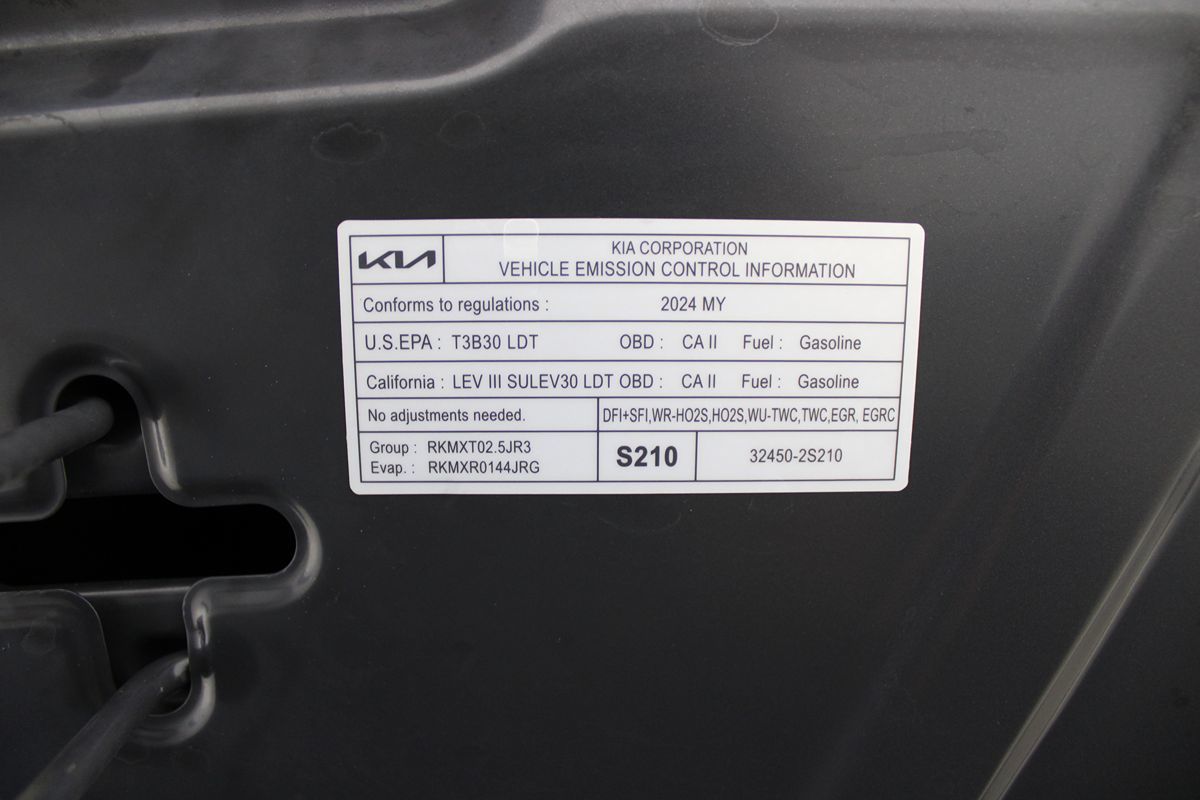 KIA
KIA CORPORATION
VEHICLE EMISSION CONTROL INFORMATION
Conforms to regulations : 2024 MY
U.S.EPA : T3B30 LDT OBD : CA II Fuel : Gasoline
California : LEV III SULEV30 LDT OBD : CA II Fuel : Gasoline
No adjustments needed. DFI+SFI,WR-HO2S,HO2S,WU-TWC,TWC,EGR, EGRC
Group : RKMXT02.5JR3
Evap. : RKMXR0144JRG
S210 32450-2S210